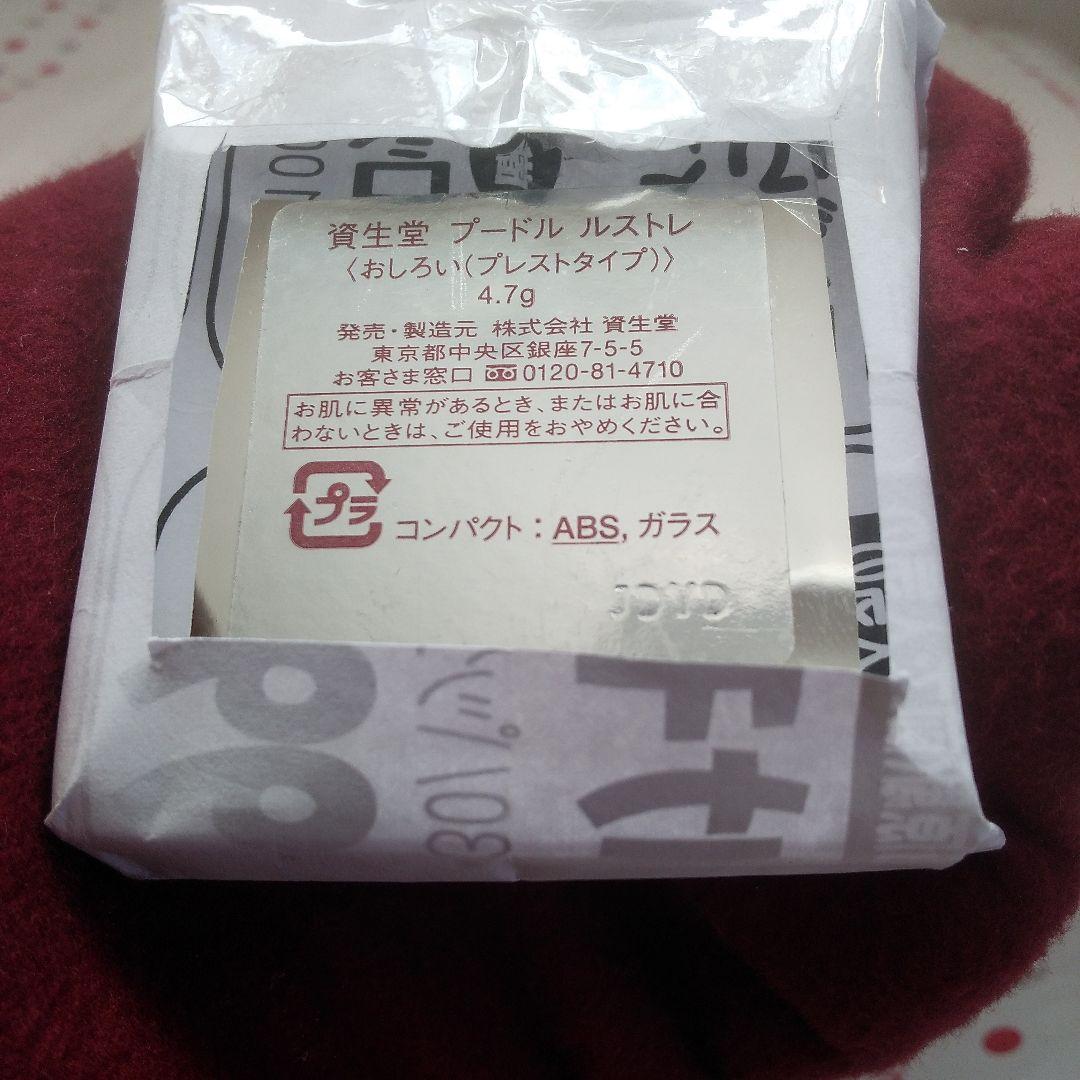 資生堂 プードル ルストレ
〈おしろい(プレストタイプ)〉
4.7g
発売・製造元 株式会社 資生堂
東京都中央区銀座7-5-5
お客さま窓口 0120-81-4710
お肌に異常があるとき、またはお肌に合
わないときは、ご使用をおやめください。
プラ コンパクト：ABS, ガラス